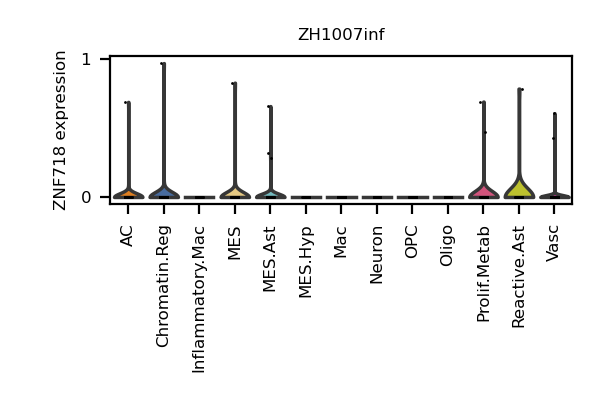 ZH1007inf
ZNF718 expression
1
0
AC
Chromatin.Reg
Inflammatory.Mac
MES
MES.Ast
MES.Hyp
Mac
Neuron
OPC
Oligo
Prolif.Metab
Reactive.Ast
Vasc